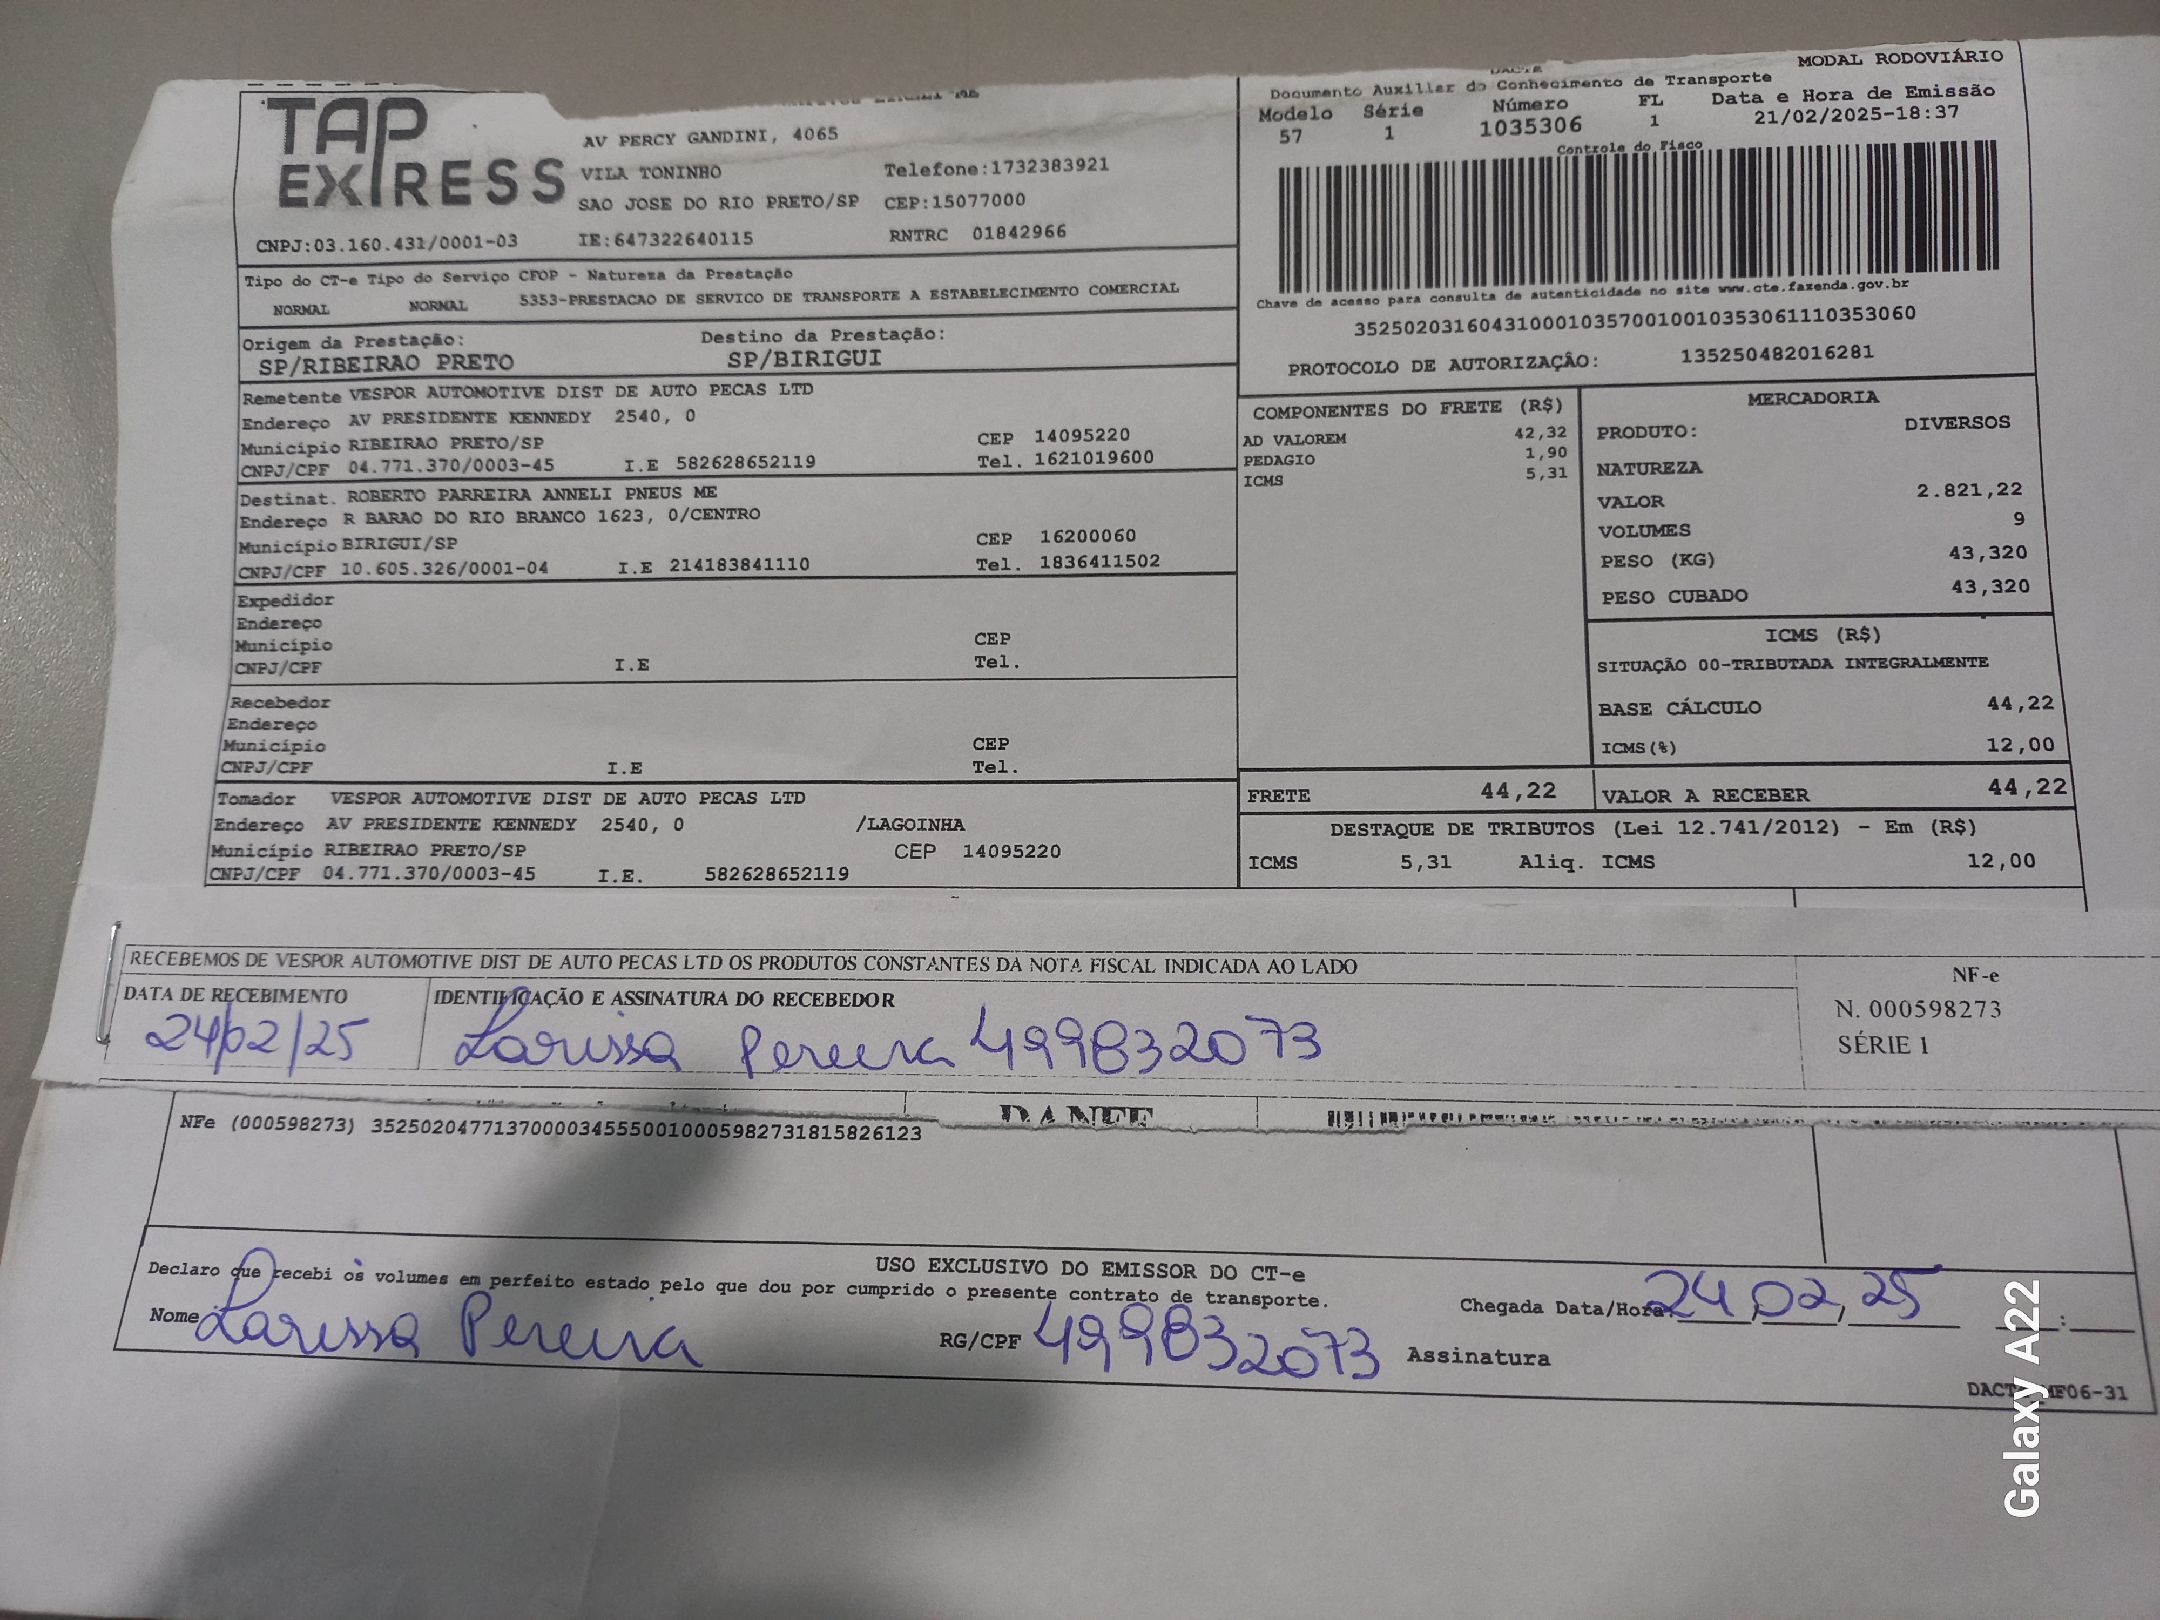 MODAL RODOVIÁRIO
DACTE
Documento Auxiliar do Conhecimento de Transporte
Modelo Série Número FL Data e Hora de Emissão
57 1 1035306 1 21/02/2025-18:37
Controle do Fisco
TAP
EXPRESS
AV PERCY GANDINI, 4065
VILA TONINHO Telefone:1732383921
SAO JOSE DO RIO PRETO/SP CEP:15077000
CNPJ:03.160.431/0001-03 IE:647322640115 RNTRC 01842966
Tipo do CT-e Tipo do Serviço CFOP - Natureza da Prestação
NORMAL NORMAL 5353-PRESTACAO DE SERVICO DE TRANSPORTE A ESTABELECIMENTO COMERCIAL
Chave de acesso para consulta de autenticidade no site www.cte.fazenda.gov.br
35250203160431000103570010010353061110353060
PROTOCOLO DE AUTORIZAÇÃO: 135250482016281
Origem da Prestação: Destino da Prestação:
SP/RIBEIRAO PRETO SP/BIRIGUI
Remetente VESPOR AUTOMOTIVE DIST DE AUTO PECAS LTD
Endereço AV PRESIDENTE KENNEDY 2540, 0
Município RIBEIRAO PRETO/SP CEP 14095220
CNPJ/CPF 04.771.370/0003-45 I.E 582628652119 Tel. 1621019600
Destinat. ROBERTO PARREIRA ANNELI PNEUS ME
Endereço R BARAO DO RIO BRANCO 1623, 0/CENTRO
Município BIRIGUI/SP CEP 16200060
CNPJ/CPF 10.605.326/0001-04 I.E 214183841110 Tel. 1836411502
Expedidor
Endereço
Município CEP
CNPJ/CPF I.E Tel.
Recebedor
Endereço
Município CEP
CNPJ/CPF I.E Tel.
Tomador VESPOR AUTOMOTIVE DIST DE AUTO PECAS LTD
Endereço AV PRESIDENTE KENNEDY 2540, 0 /LAGOINHA
Município RIBEIRAO PRETO/SP CEP 14095220
CNPJ/CPF 04.771.370/0003-45 I.E. 582628652119
COMPONENTES DO FRETE (R$)
AD VALOREM 42,32
PEDAGIO 1,90
ICMS 5,31
MERCADORIA
PRODUTO: DIVERSOS
NATUREZA
VALOR 2.821,22
VOLUMES 9
PESO (KG) 43,320
PESO CUBADO 43,320
ICMS (R$)
SITUAÇÃO 00-TRIBUTADA INTEGRALMENTE
BASE CÁLCULO 44,22
ICMS(%) 12,00
FRETE 44,22 VALOR A RECEBER 44,22
DESTAQUE DE TRIBUTOS (Lei 12.741/2012) - Em (R$)
ICMS 5,31 Aliq. ICMS 12,00
RECEBEMOS DE VESPOR AUTOMOTIVE DIST DE AUTO PECAS LTD OS PRODUTOS CONSTANTES DA NOTA FISCAL INDICADA AO LADO
DATA DE RECEBIMENTO IDENTIFICAÇÃO E ASSINATURA DO RECEBEDOR
24/02/25 Larissa Pereira 499832073
NF-e
N. 000598273
SÉRIE 1
DANFE
NFe (000598273) 35250204771370000345550010005982731815826123
USO EXCLUSIVO DO EMISSOR DO CT-e
Declaro que recebi os volumes em perfeito estado pelo que dou por cumprido o presente contrato de transporte.
Nome Larissa Pereira RG/CPF 499832073
Chegada Data/Hora 24,02,25 :
Assinatura
MF06-31
Galaxy A22